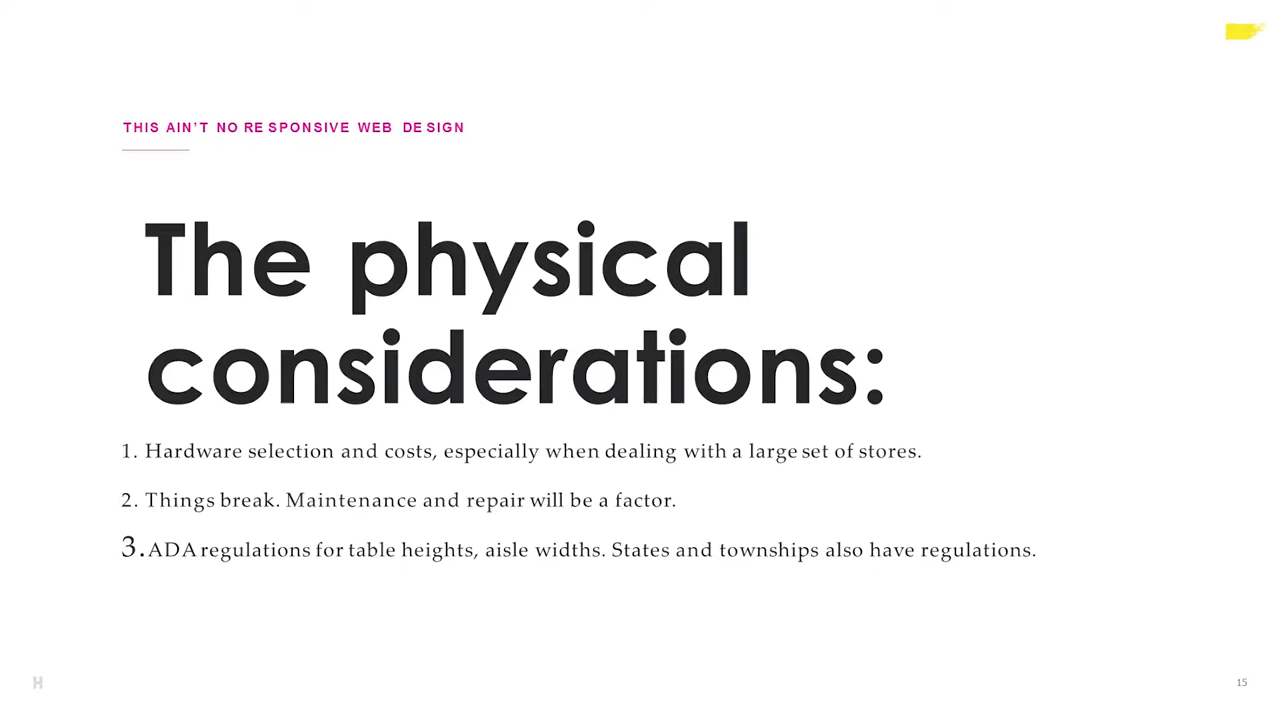 THIS AIN'T NO RESPONSIVE WEB DESIGN
The physical
considerations:
1. Hardware selection and costs, especially when dealing with a large set of stores.
2. Things break. Maintenance and repair will be a factor.
3. ADA regulations for table heights, aisle widths. States and townships also have regulations.
H
15